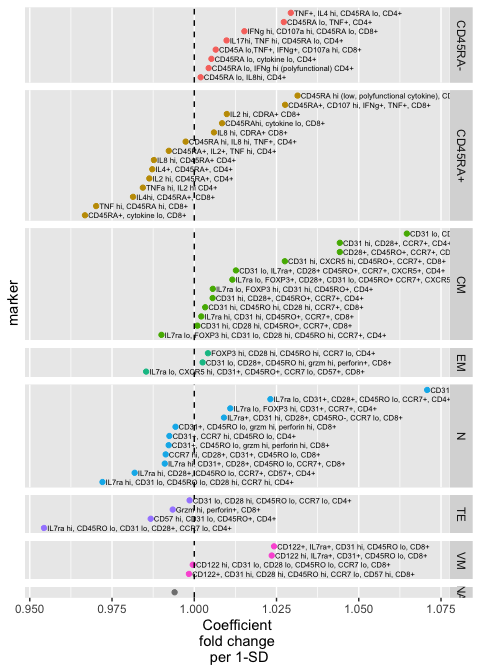 TNF+, IL4 hi, CD45RA lo, CD4+
CD45RA lo, TNF+, CD4+
IFNg hi, CD107a hi, CD45RA lo, CD8+
IL17hi, TNF hi, CD45RA lo, CD4+
CD45A lo,TNF+, IFNg+, CD107a hi, CD8+
CD45RA lo, cytokine lo, CD4+
CD45RA lo, IFNg hi (polyfunctional) CD4+
CD45RA lo, IL8hi, CD4+
CD45RA-
CD45RA hi (low, polyfunctional cytokine), CD
CD45RA+, CD107 hi, IFNg+, TNF+, CD8+
IL2 hi, CDRA+ CD8+
CD45RAhi, cytokine lo, CD8+
IL8 hi, CDRA+ CD8+
CD45RA hi, IL8 hi, TNF+, CD4+
CD45RA+, IL2+, TNF hi, CD4+
IL8 hi, CD45RA+ CD4+
IL4+, CD45RA+, CD4+
IL2 hi, CD45RA+, CD4+
TNFa hi, IL2 hi CD4+
IL4hi, CD45RA+, CD8+
TNF hi, CD45RA hi, CD8+
CD45RA+, cytokine lo, CD8+
CD45RA+
CD31 lo, CD
CD31 hi, CD28+, CCR7+, CD4+
CD28+, CD45RO+, CCR7+, CD
CD31 hi, CXCR5 hi, CD45RO+, CCR7+, CD8+
CD31 lo, IL7ra+, CD28+ CD45RO+, CCR7+, CXCR5+, CD4+
IL7ra lo, FOXP3+, CD31 hi, CD28+, CD45RO+, CCR7+, CXCR5
IL7ra lo, FOXP3 hi, CD31 hi, CD45RO+, CD4+
CD31 hi, CD28+, CD45RO+, CCR7+, CD4+
CD31 hi, CD28+, CD45RO hi, CCR7+, CD8+
IL7ra hi, CD31 hi, CD45RO+, CCR7+, CD8+
CD31 hi, CD28 hi, CD45RO+, CCR7+, CD8+
IL7ra lo, FOXP3 hi, CD31 hi, CD28 hi, CD45RO hi, CD4+
CM
FOXP3 hi, CD28 hi, CD45RO hi, CCR7 lo, CD4+
CD31 lo, CD28+, CD45RO hi, grzm hi, perforin+, CD8+
IL7ra lo, CXCR5 hi, CD31+, CD45RO+, CCR7 lo, CD57+, CD8+
EM
CD31
IL7ra lo, CD31+, CD28+, CD45RO lo, CCR7+, CD4+
IL7ra lo, FOXP3 hi, CD31+, CCR7+, CD4+
IL7ra+, CD31 hi, CD28+, CD45RO-, CCR7 lo, CD8+
CD31+, CD45RO lo, grzm hi, perforin hi, CD8+
CD31+, CCR7 hi, CD45RO lo, CD4+
CD31+, CD45RO lo, grzm hi, perforin hi, CD8+
CCR7 hi, CD28+, CD31+, CD45RO lo, CD8+
IL7ra hi, CD31+, CD28+, CD45RO lo, CCR7+, CD8+
IL7ra hi, CD28+, CD45RO lo, CCR7+, CD57+, CD4+
IL7ra hi, CD31 lo, CD45RO lo, CD28 hi, CCR7 hi, CD4+
N
CD31 lo, CD28 hi, CD45RO lo, CCR7 lo, CD4+
Grzm hi, perforin+, CD8+
CD57 hi, CD31 lo, CD45RO+, CD4+
IL7ra hi, CD45RO lo, CD31 lo, CD28+, CCR7 lo, CD4+
TE
CD122+, IL7ra+, CD31 hi, CD45RO lo, CD8+
CD122 hi, IL7ra+, CD31+, CD45RO lo, CD8+
CD122 hi, CD31 lo, CD28 lo, CD45RO lo, CCR7 lo, CD8+
CD122+, CD31 hi, CD28 hi, CD45RO hi, CCR7 lo, CD57 hi, CD8+
VM
NA
marker
0.950 0.975 1.000 1.025 1.050 1.075
Coefficient
fold change
per 1-SD